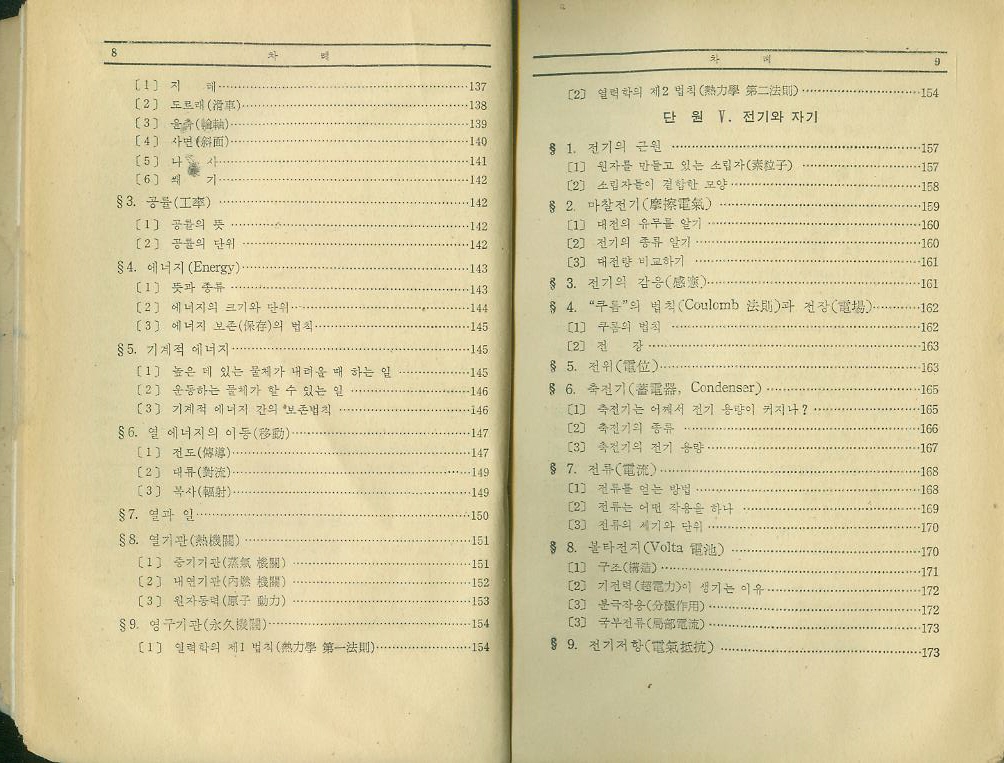 8 차 례
[1] 지 레 137
[2] 도르래(滑車) 138
[3] 윤축(輪軸) 139
[4] 사면(斜面) 140
[5] 나 사 141
[6] 쐐 기 142
§3. 공률(工率) 142
[1] 공률의 뜻 142
[2] 공률의 단위 142
§4. 에너지(Energy) 143
[1] 뜻과 종류 143
[2] 에너지의 크기와 단위 144
[3] 에너지 보존(保存)의 법칙 145
§5. 기계적 에너지 145
[1] 높은 데 있는 물체가 내려올 때 하는 일 145
[2] 운동하는 물체가 할 수 있는 일 146
[3] 기계적 에너지 간의 보존법칙 146
§6. 열 에너지의 이동(移動) 147
[1] 전도(傳導) 147
[2] 대류(對流) 149
[3] 복사(輻射) 149
§7. 열과 일 150
§8. 열기관(熱機關) 151
[1] 증기기관(蒸氣 機關) 151
[2] 내연기관(內燃 機關) 152
[3] 원자동력(原子 動力) 153
§9. 영구기관(永久機關) 154
[1] 열력학의 제1 법칙(熱力學 第一法則) 154
차 례 9
[2] 열력학의 제2 법칙(熱力學 第二法則) 154
단 원 Ⅴ. 전기와 자기
§ 1. 전기의 근원 157
[1] 원자를 만들고 있는 소립자(素粒子) 157
[2] 소립자들이 결합한 모양 158
§ 2. 마찰전기(摩擦電氣) 159
[1] 대전의 유무를 알기 160
[2] 전기의 종류 알기 160
[3] 대전량 비교하기 161
§ 3. 전기의 감응(感應) 161
§ 4. “쿠롬”의 법칙(Coulomb 法則)과 전장(電場) 162
[1] 쿠롬의 법칙 162
[2] 전 장 163
§ 5. 전위(電位) 163
§ 6. 축전기(蓄電器, Condenser) 165
[1] 축전기는 어째서 전기 용량이 커지나? 165
[2] 축전기의 종류 166
[3] 축전기의 전기 용량 167
§ 7. 전류(電流) 168
[1] 전류를 얻는 방법 168
[2] 전류는 어떤 작용을 하나 169
[3] 전류의 세기와 단위 170
§ 8. 볼타전지(Volta 電池) 170
[1] 구조(構造) 171
[2] 기전력(起電力)이 생기는 이유 172
[3] 분극작용(分極作用) 172
[3] 국부전류(局部電流) 173
§ 9. 전기저항(電氣抵抗) 173